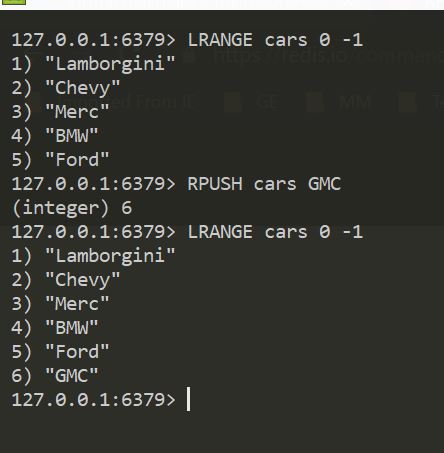 127.0.0.1:6379> LRANGE cars 0 -1
1) "Lamborgini"
2) "Chevy"
3) "Merc"
4) "BMW"
5) "Ford"
127.0.0.1:6379> RPUSH cars GMC
(integer) 6
127.0.0.1:6379> LRANGE cars 0 -1
1) "Lamborgini"
2) "Chevy"
3) "Merc"
4) "BMW"
5) "Ford"
6) "GMC"
127.0.0.1:6379>